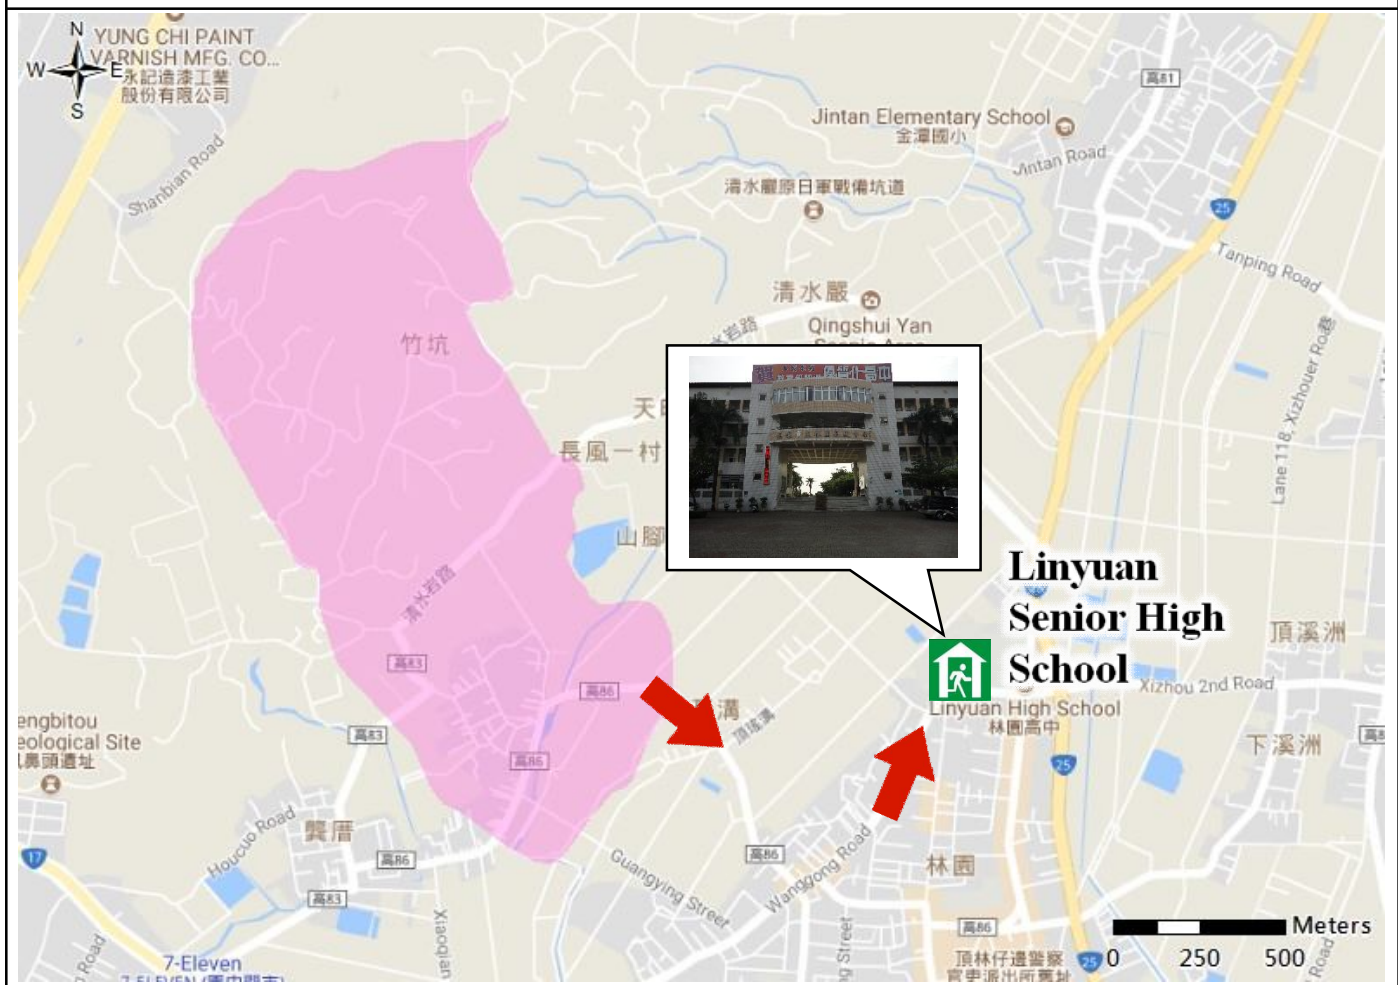 N
W
E
S
YUNG CHI PAINT
VARNISH MFG. CO...
永記造漆工業
股份有限公司
Shanbian Road
高81
Jintan Elementary School
金潭國小
Jintan Road
清水巖原日軍戰備坑道
25
Tanping Road
清水巖
Qingshui Yan
竹坑
Lane 118, Xizhouer Road
長風一村
清水岩路
Linyuan
Senior High
School
頂溪洲
高83
高86
Xizhou 2nd Road
Linyuan High School
林園高中
高83
下溪洲
25
高86
17
Houcuo Road
龔厝
高86
高83
Guangying Street
高86
Wanggong Road
林園
高86
Meters
0
250
500
7-Eleven
頂林仔邊警察
25